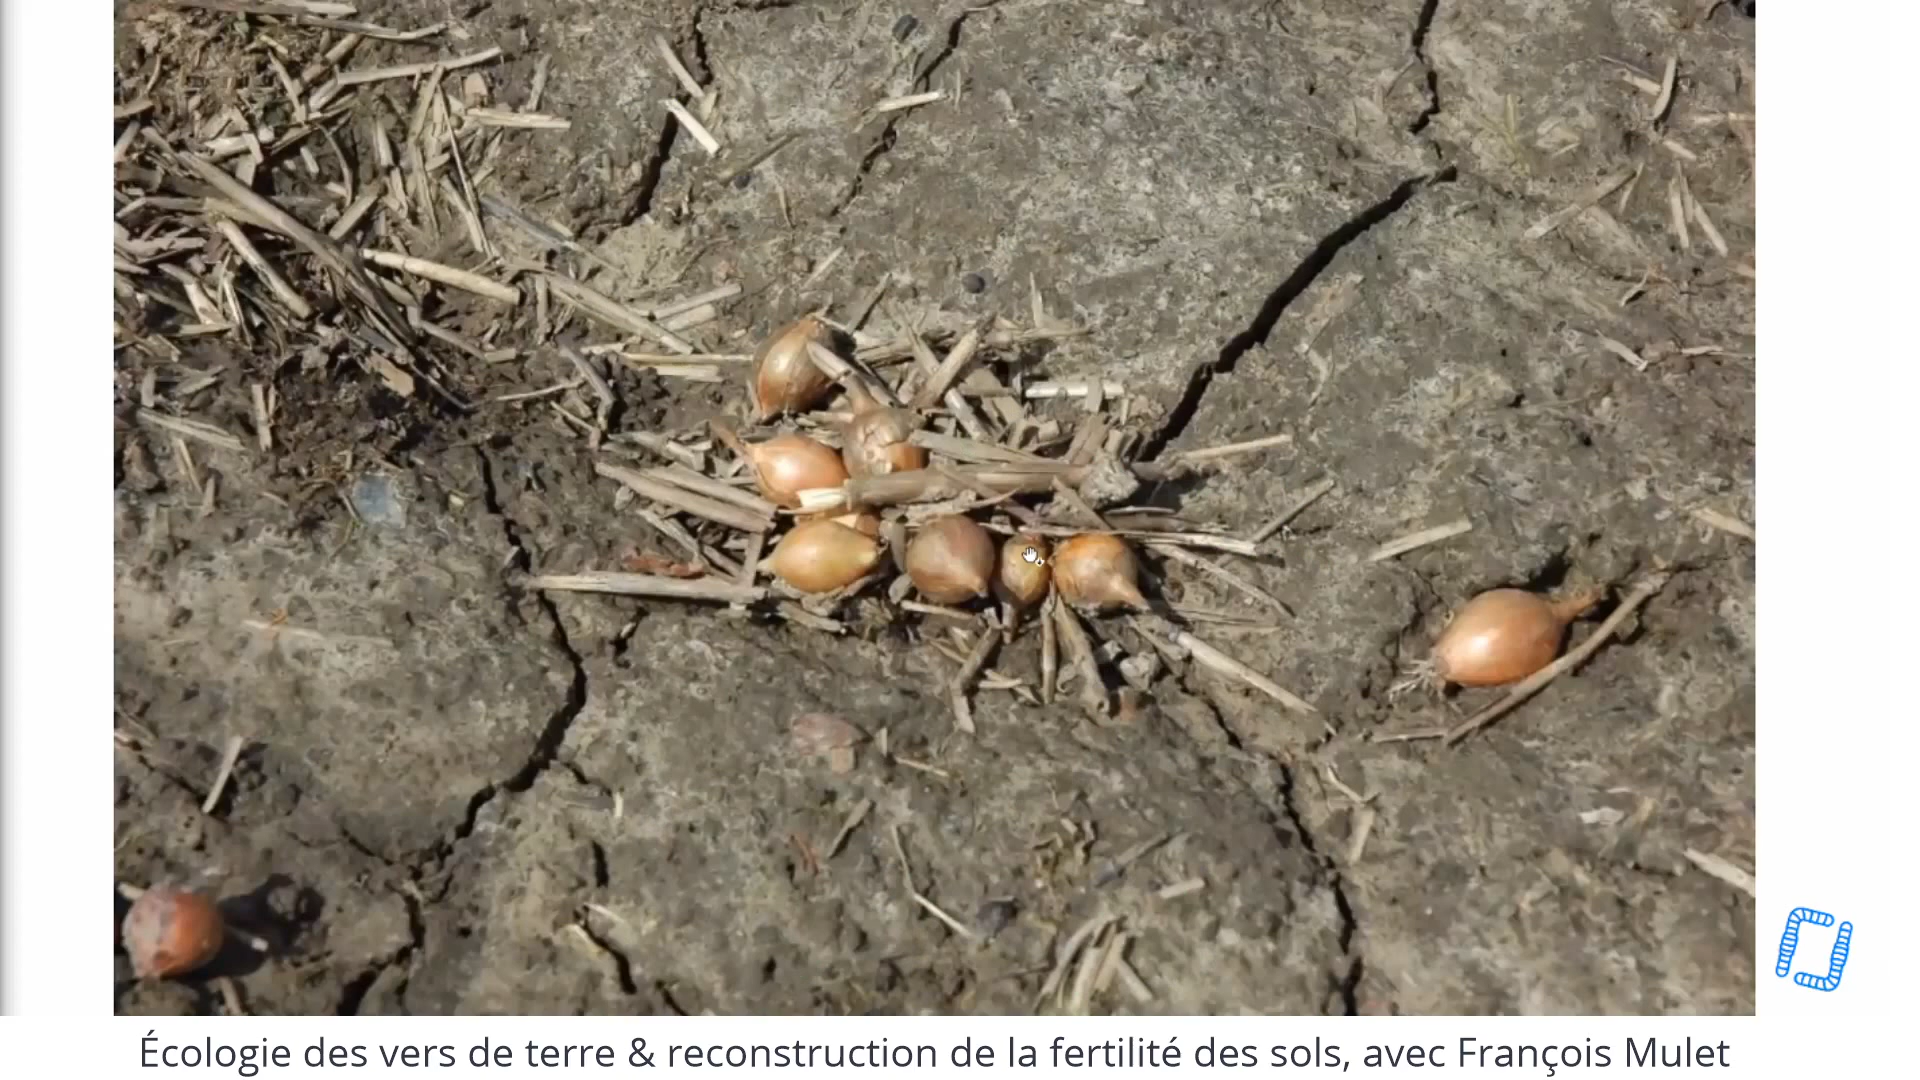 Écologie des vers de terre & reconstruction de la fertilité des sols, avec François Mulet